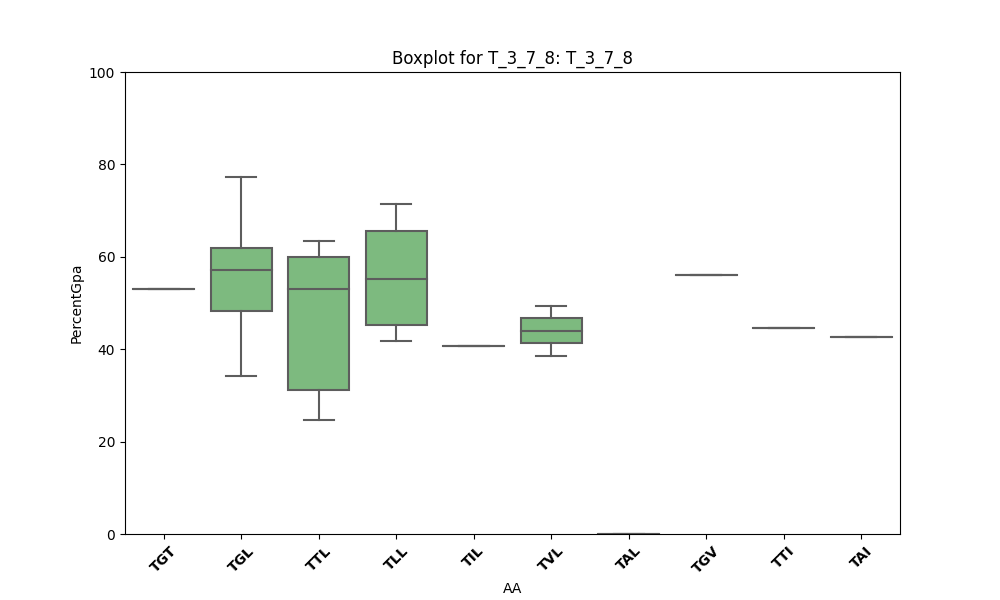 Boxplot for T_3_7_8: T_3_7_8
PercentGpa
100
80
60
40
20
0
TGT TGL TTL TLL TIL TVL TAL TGV TTI TAI
AA